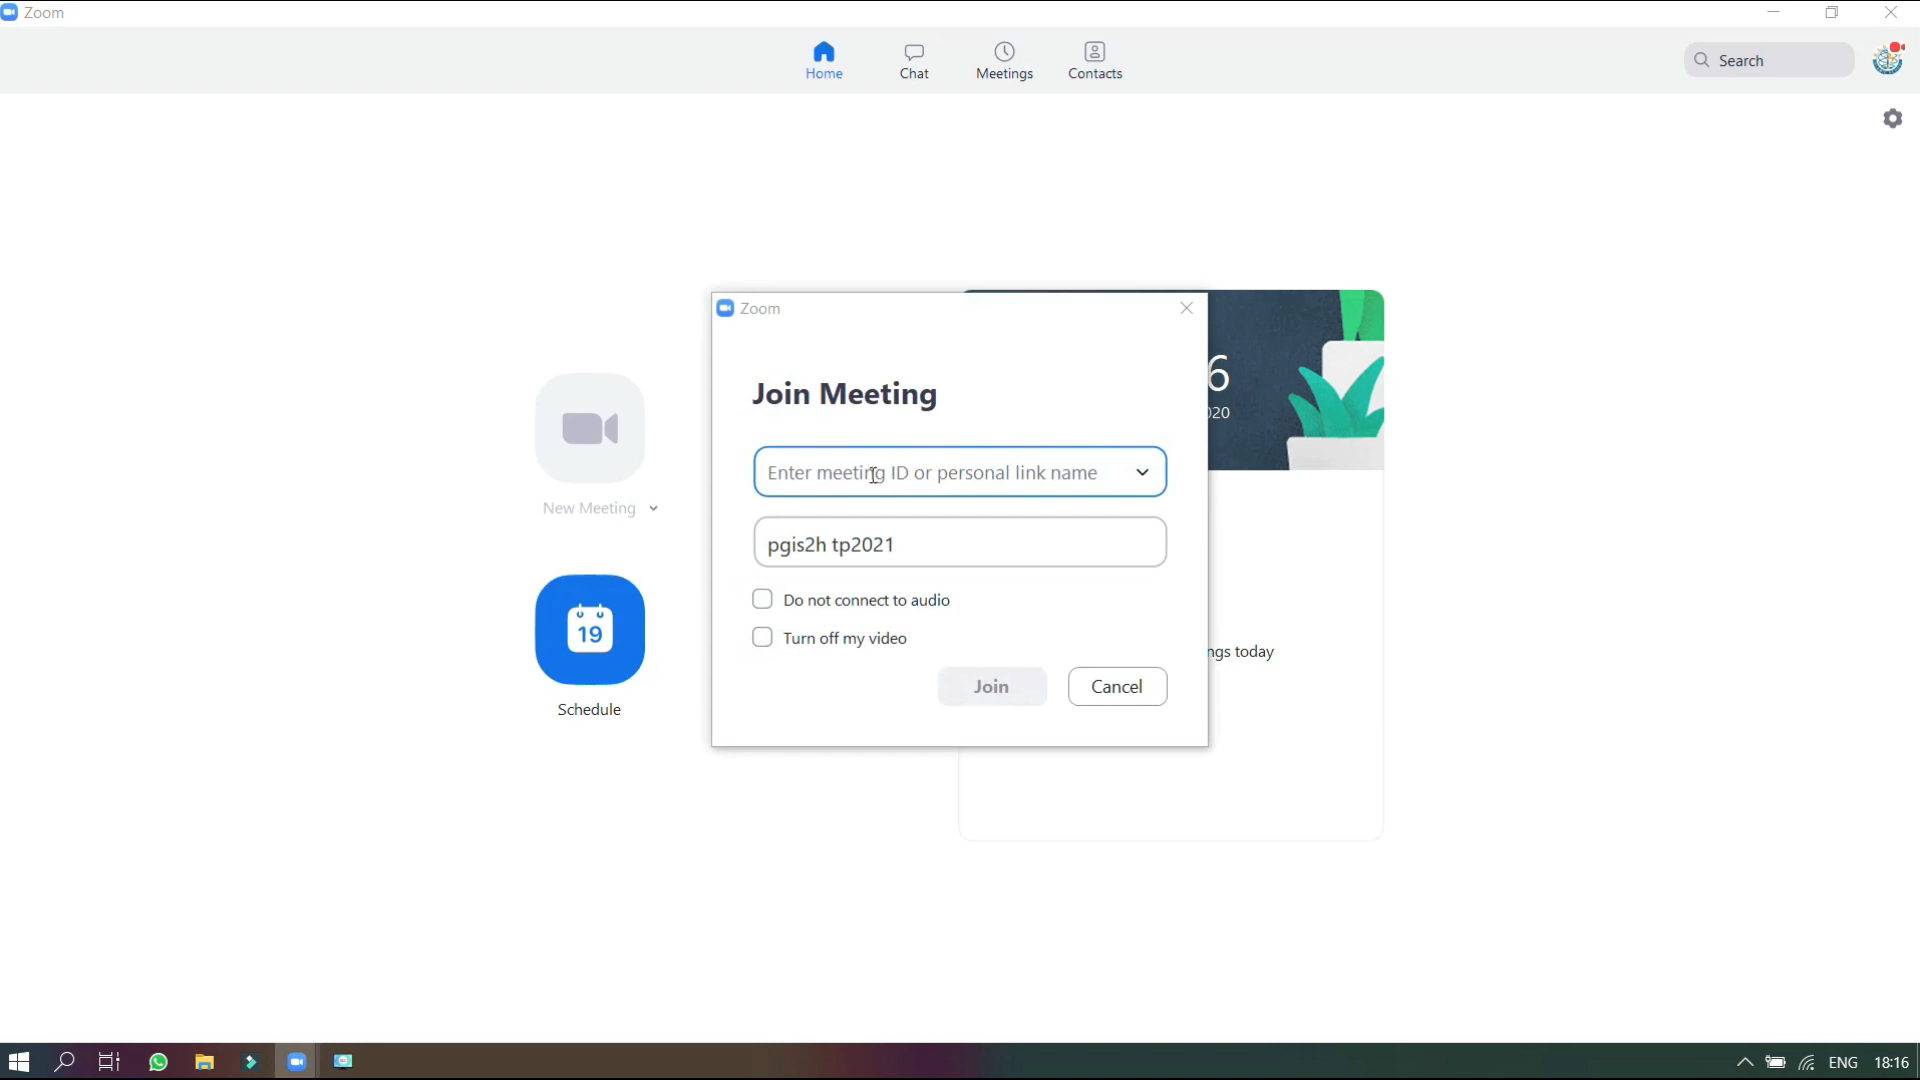 Zoom
Home
Chat
Meetings
Contacts
Search
Zoom
Join Meeting
Enter meeting ID or personal link name
pgis2h tp2021
Do not connect to audio
Turn off my video
Join
Cancel
New Meeting
19
Schedule
6
020
ngs today
ENG
18:16